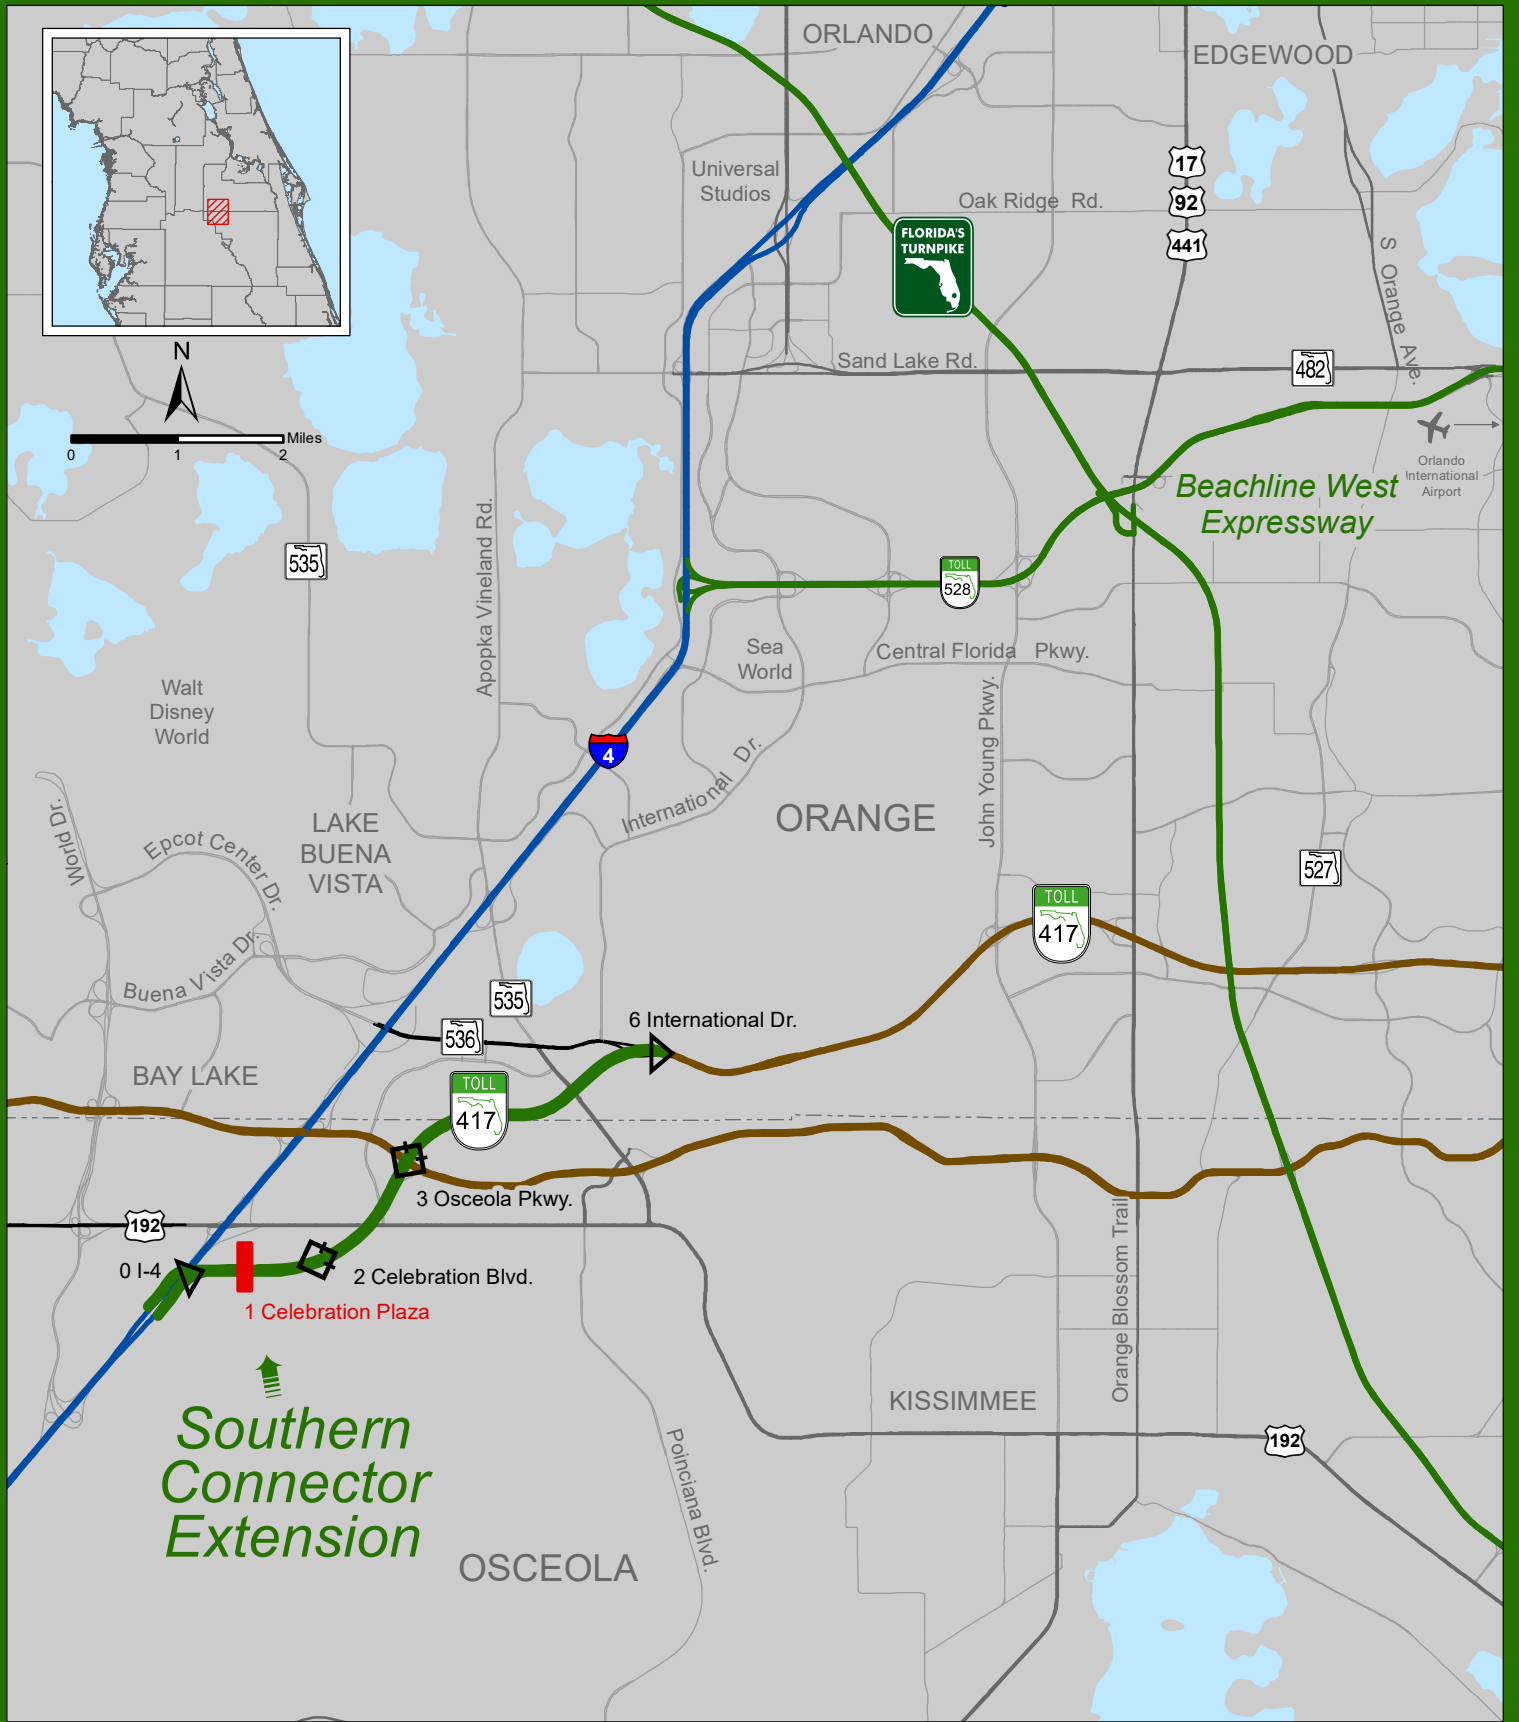 ORLANDO
EDGEWOOD
Universal
Studios
17
92
441
Oak Ridge Rd.
FLORIDA'S
TURNPIKE
S Orange Ave.
N
Sand Lake Rd.
482
Miles
0 1 2
Orlando
International
Airport
Beachline West
Expressway
535
Apopka Vineland Rd.
TOLL
528
Sea
World
Central Florida Pkwy.
Walt
Disney
World
John Young Pkwy.
4
International Dr.
World Dr.
Epcot Center Dr.
LAKE
BUENA
VISTA
ORANGE
527
TOLL
417
Buena Vista Dr.
535
536
6 International Dr.
BAY LAKE
TOLL
417
3 Osceola Pkwy.
192
0 I-4
2 Celebration Blvd.
1 Celebration Plaza
Orange Blossom Trail
Southern
Connector
Extension
KISSIMMEE
192
Poinciana Blvd.
OSCEOLA